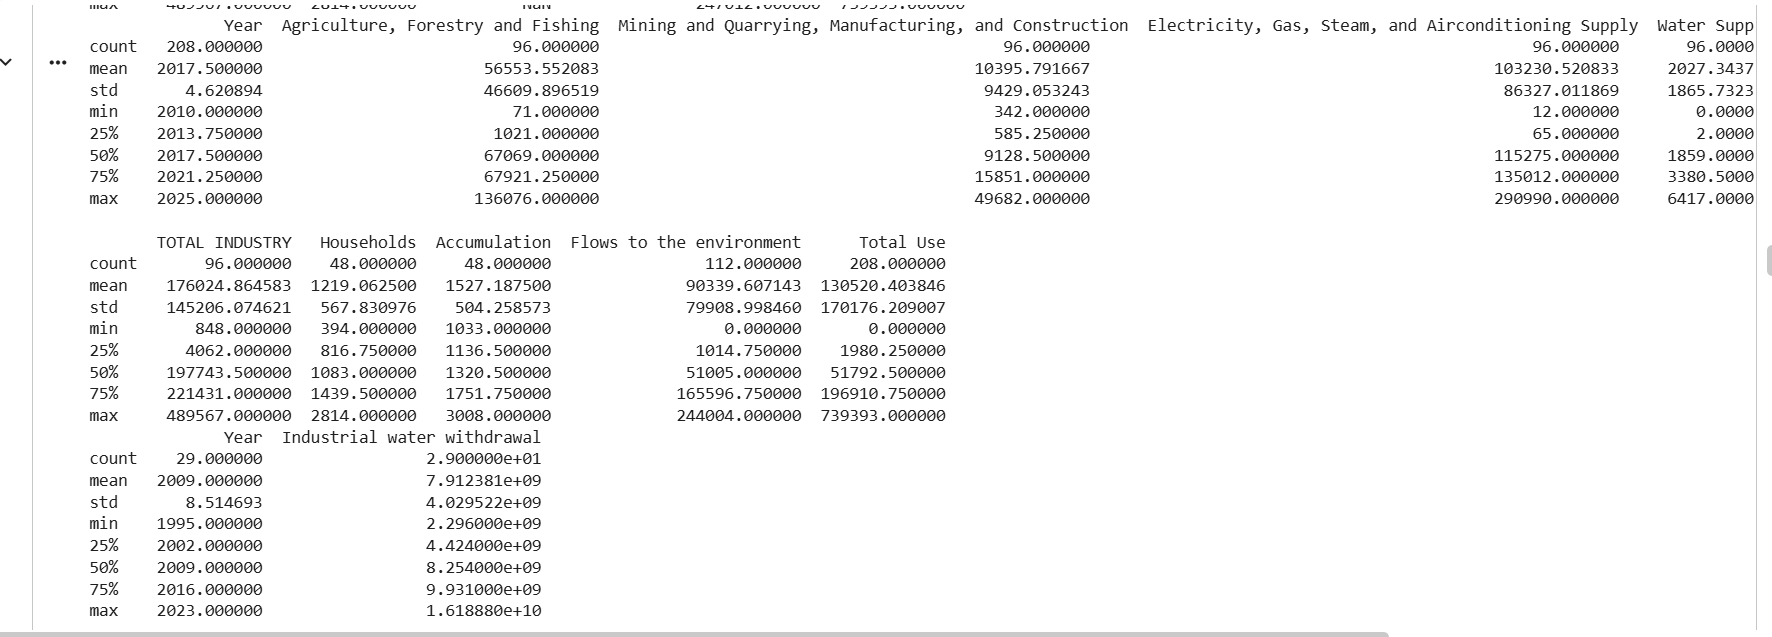 max 489567.000000 2814.000000 NaN 247012.000000 739393.000000
Year Agriculture, Forestry and Fishing Mining and Quarrying, Manufacturing, and Construction Electricity, Gas, Steam, and Airconditioning Supply Water Supp
count 208.000000 96.000000 96.000000 96.000000 96.0000
mean 2017.500000 56553.552083 10395.791667 103230.520833 2027.3437
std 4.620894 46609.896519 9429.053243 86327.011869 1865.7323
min 2010.000000 71.000000 342.000000 12.000000 0.0000
25% 2013.750000 1021.000000 585.250000 65.000000 2.0000
50% 2017.500000 67069.000000 9128.500000 115275.000000 1859.0000
75% 2021.250000 67921.250000 15851.000000 135012.000000 3380.5000
max 2025.000000 136076.000000 49682.000000 290990.000000 6417.0000
TOTAL INDUSTRY Households Accumulation Flows to the environment Total Use
count 96.000000 48.000000 48.000000 112.000000 208.000000
mean 176024.864583 1219.062500 1527.187500 90339.607143 130520.403846
std 145206.074621 567.830976 504.258573 79908.998460 170176.209007
min 848.000000 394.000000 1033.000000 0.000000 0.000000
25% 4062.000000 816.750000 1136.500000 1014.750000 1980.250000
50% 197743.500000 1083.000000 1320.500000 51005.000000 51792.500000
75% 221431.000000 1439.500000 1751.750000 165596.750000 196910.750000
max 489567.000000 2814.000000 3008.000000 244004.000000 739393.000000
Year Industrial water withdrawal
count 29.000000 2.900000e+01
mean 2009.000000 7.912381e+09
std 8.514693 4.029522e+09
min 1995.000000 2.296000e+09
25% 2002.000000 4.424000e+09
50% 2009.000000 8.254000e+09
75% 2016.000000 9.931000e+09
max 2023.000000 1.618880e+10